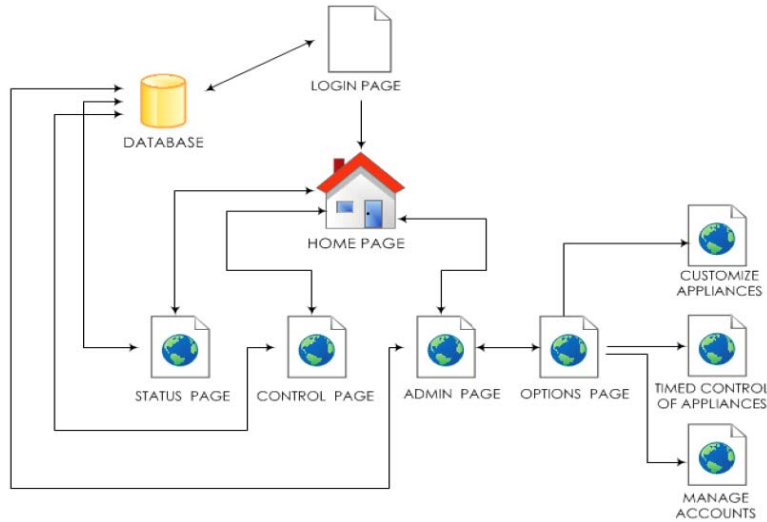 LOGIN PAGE
DATABASE
HOME PAGE
CUSTOMIZE
APPLIANCES
STATUS PAGE
CONTROL PAGE
ADMIN PAGE
OPTIONS PAGE
TIMED CONTROL
OF APPLIANCES
MANAGE
ACCOUNTS